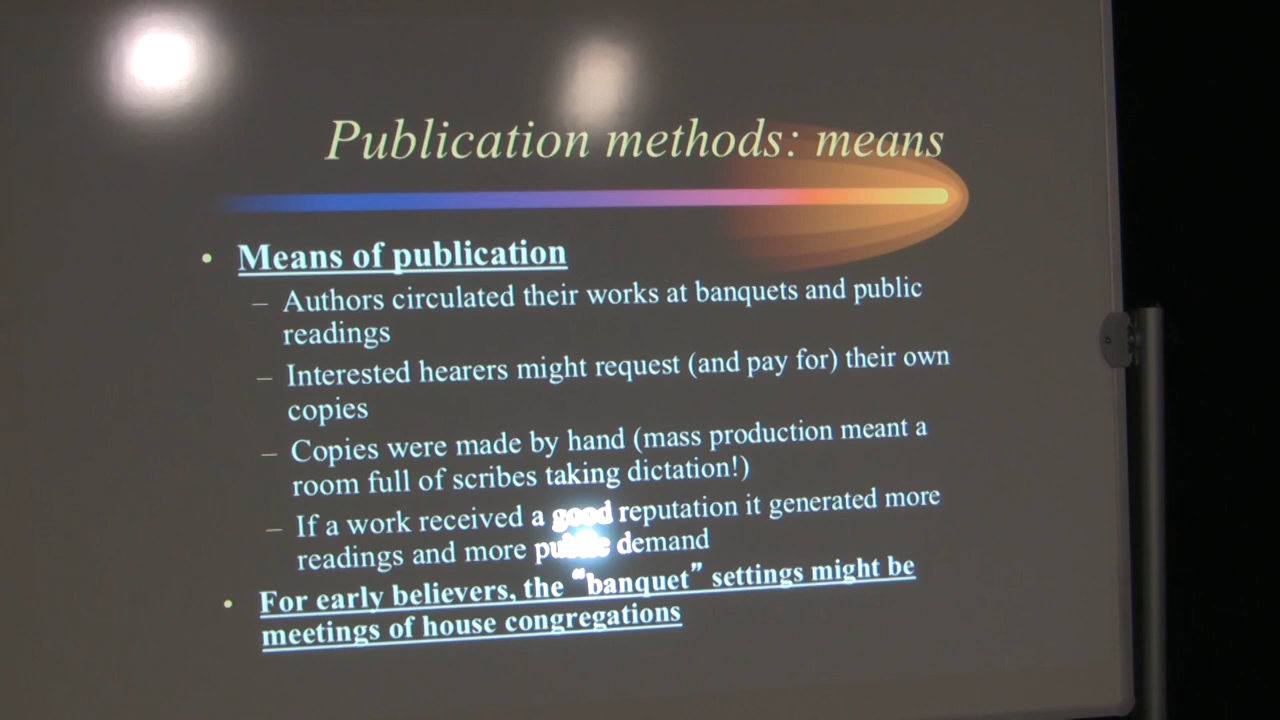 Publication methods: means
• Means of publication
– Authors circulated their works at banquets and public
readings
– Interested hearers might request (and pay for) their own
copies
– Copies were made by hand (mass production meant a
room full of scribes taking dictation!)
– If a work received a good reputation it generated more
readings and more public demand
• For early believers, the “banquet” settings might be
meetings of house congregations